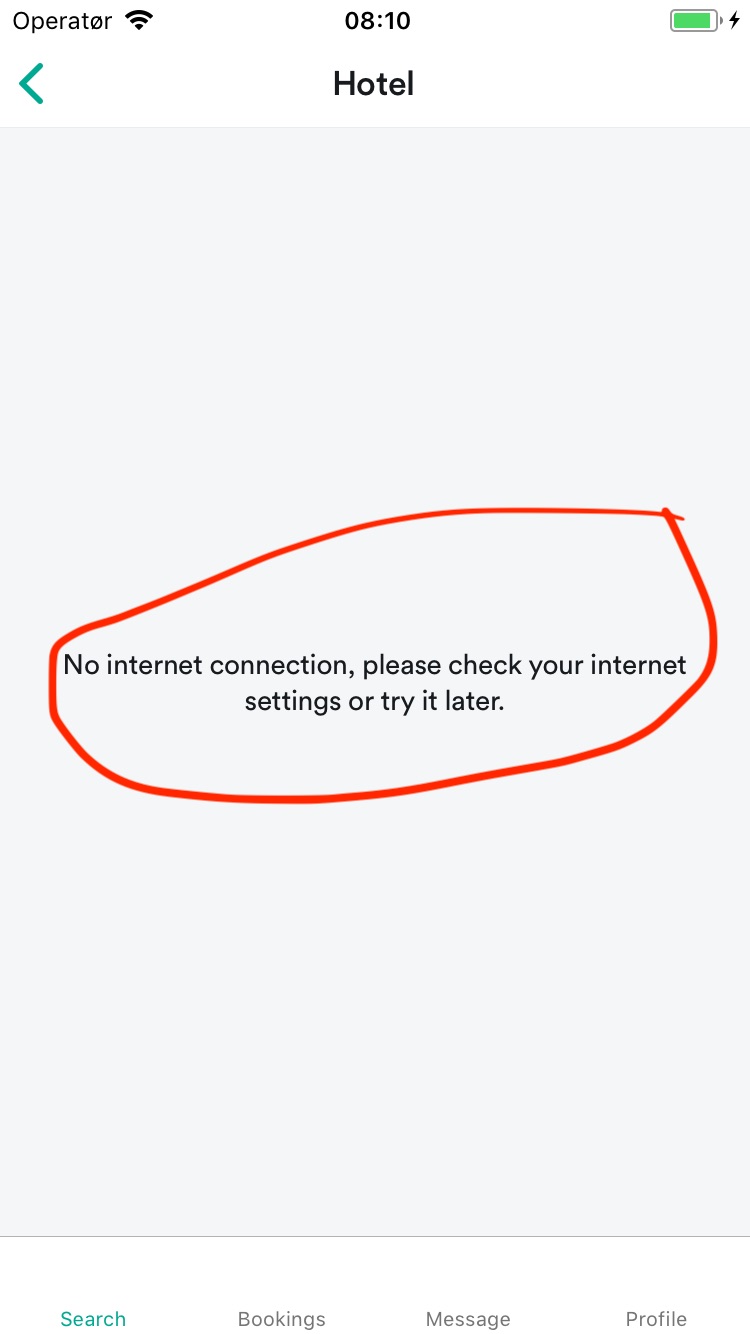 Operatør 08:10
Hotel
No internet connection, please check your internet
settings or try it later.
Search Bookings Message Profile